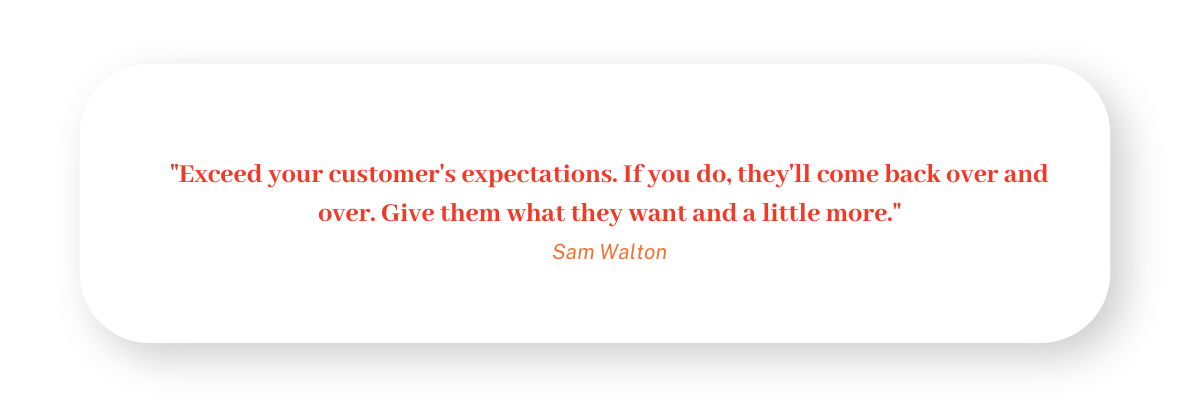 "Exceed your customer's expectations. If you do, they'll come back over and
over. Give them what they want and a little more."
Sam Walton